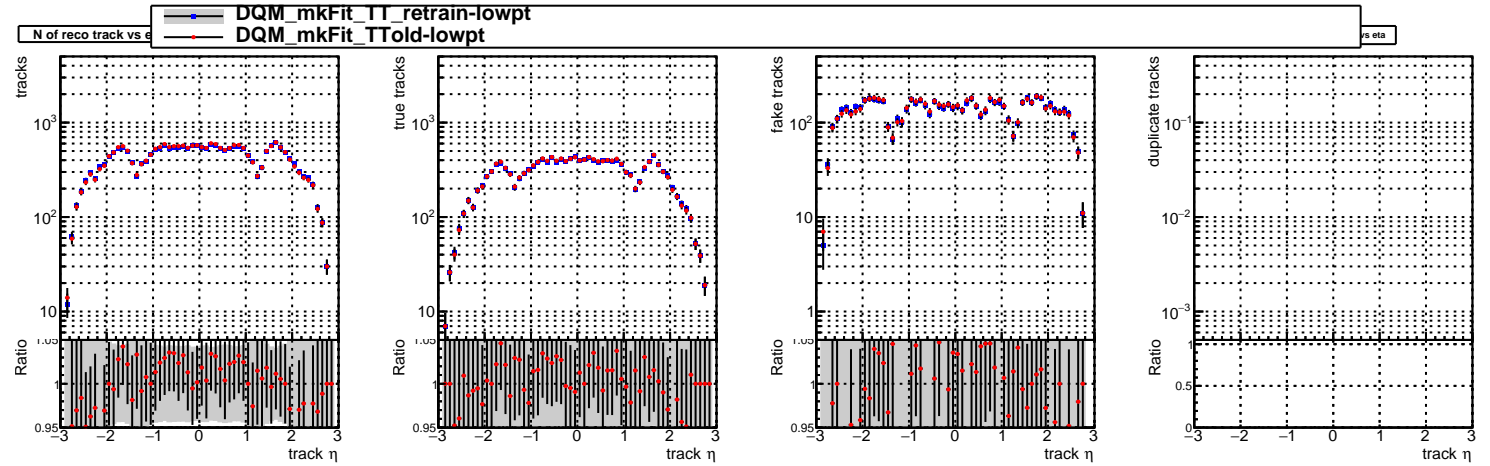 DQM_mkFit_TT_retrain-lowpt
DQM_mkFit_TTold-lowpt
N of reco track vs e
vs eta
tracks
10³
10²
10
Ratio
1.05
1
0.95
−3 −2 −1 0 1 2 3
track η
true tracks
10³
10²
10
Ratio
1.05
1
0.95
−3 −2 −1 0 1 2 3
track η
fake tracks
10²
10
1
Ratio
1.05
1
0.95
−3 −2 −1 0 1 2 3
track η
duplicate tracks
10⁻¹
10⁻²
10⁻³
Ratio
1
0.5
0
−3 −2 −1 0 1 2 3
track η